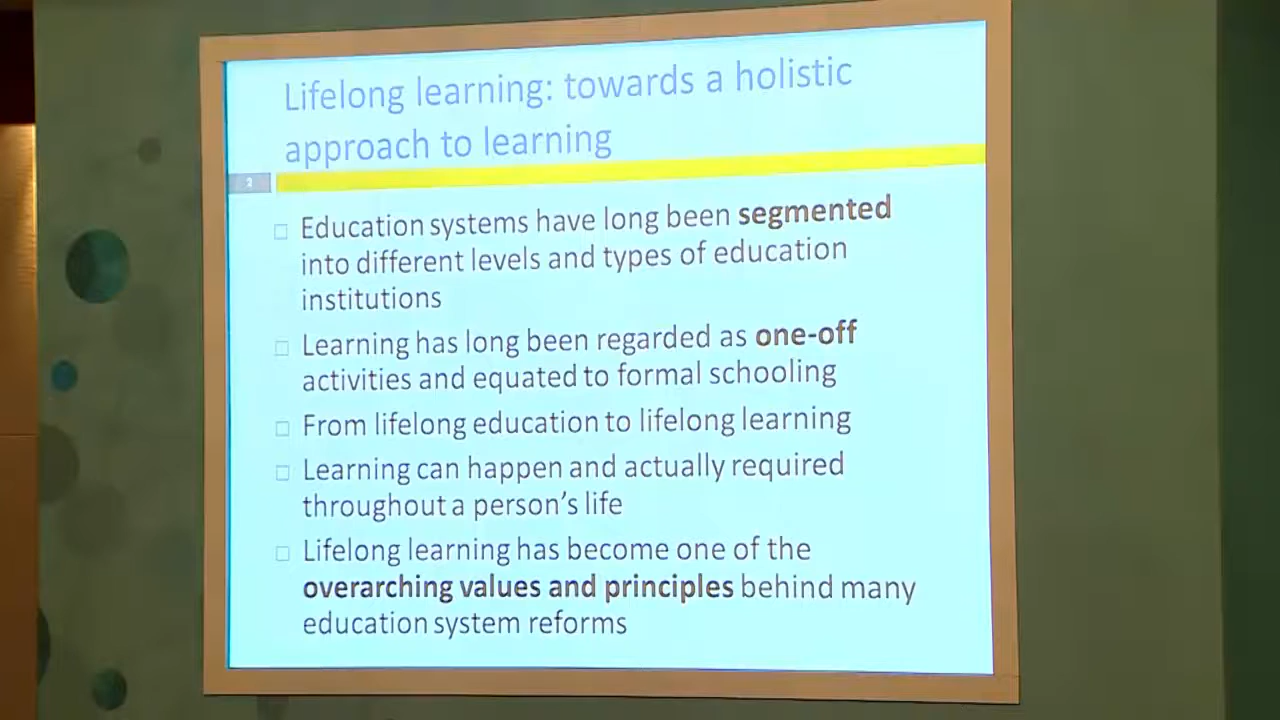 Lifelong learning: towards a holistic
approach to learning
2
Education systems have long been segmented
into different levels and types of education
institutions
Learning has long been regarded as one-off
activities and equated to formal schooling
From lifelong education to lifelong learning
Learning can happen and actually required
throughout a person's life
Lifelong learning has become one of the
overarching values and principles behind many
education system reforms